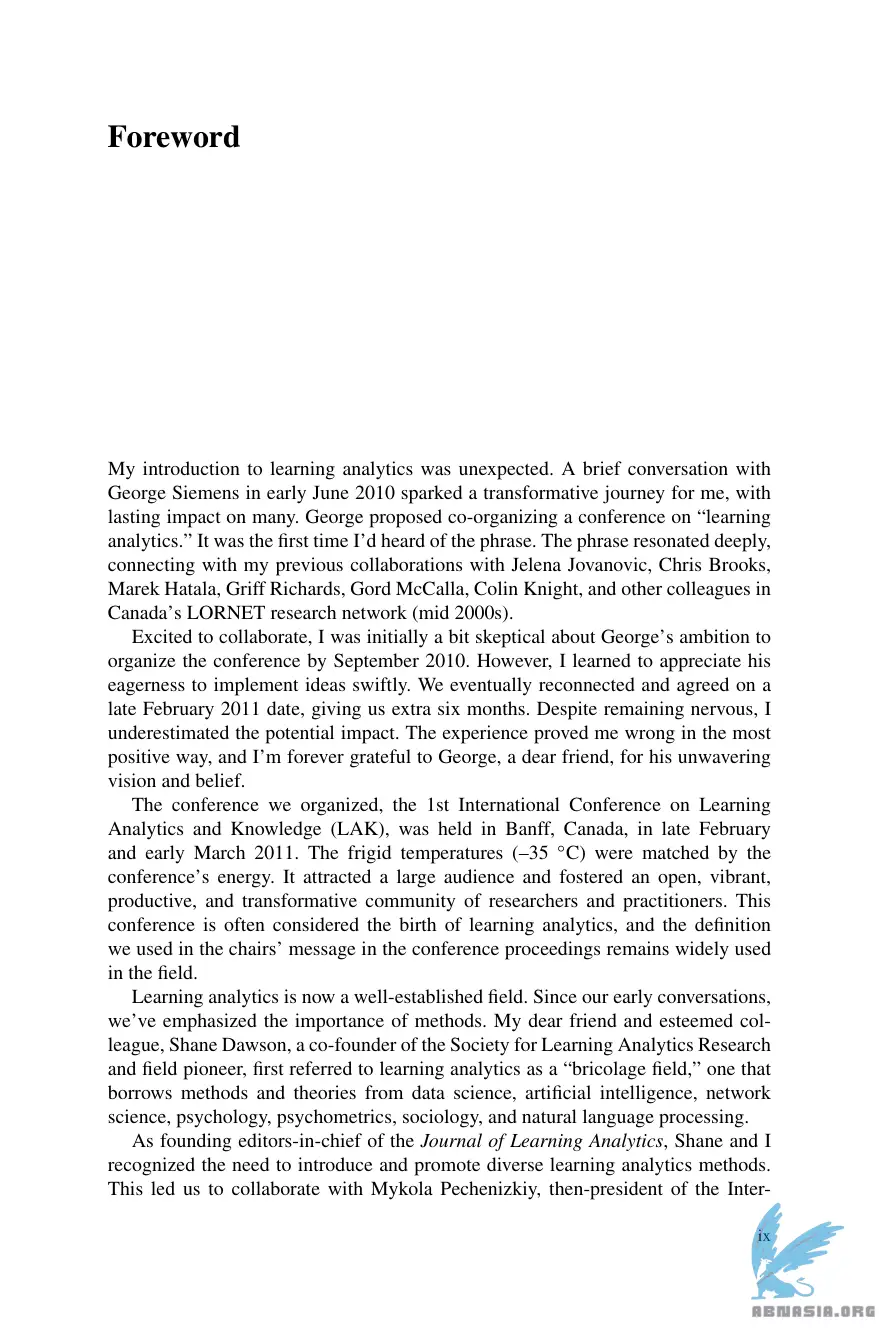 Foreword
My introduction to learning analytics was unexpected. A brief conversation with
George Siemens in early June 2010 sparked a transformative journey for me, with
lasting impact on many. George proposed co-organizing a conference on “learning
analytics.” It was the first time I’d heard of the phrase. The phrase resonated deeply,
connecting with my previous collaborations with Jelena Jovanovic, Chris Brooks,
Marek Hatala, Griff Richards, Gord McCalla, Colin Knight, and other colleagues in
Canada’s LORNET research network (mid 2000s).
Excited to collaborate, I was initially a bit skeptical about George’s ambition to
organize the conference by September 2010. However, I learned to appreciate his
eagerness to implement ideas swiftly. We eventually reconnected and agreed on a
late February 2011 date, giving us extra six months. Despite remaining nervous, I
underestimated the potential impact. The experience proved me wrong in the most
positive way, and I’m forever grateful to George, a dear friend, for his unwavering
vision and belief.
The conference we organized, the 1st International Conference on Learning
Analytics and Knowledge (LAK), was held in Banff, Canada, in late February
and early March 2011. The frigid temperatures (–35 °C) were matched by the
conference’s energy. It attracted a large audience and fostered an open, vibrant,
productive, and transformative community of researchers and practitioners. This
conference is often considered the birth of learning analytics, and the definition
we used in the chairs’ message in the conference proceedings remains widely used
in the field.
Learning analytics is now a well-established field. Since our early conversations,
we’ve emphasized the importance of methods. My dear friend and esteemed col-
league, Shane Dawson, a co-founder of the Society for Learning Analytics Research
and field pioneer, first referred to learning analytics as a “bricolage field,” one that
borrows methods and theories from data science, artificial intelligence, network
science, psychology, psychometrics, sociology, and natural language processing.
As founding editors-in-chief of the Journal of Learning Analytics, Shane and I
recognized the need to introduce and promote diverse learning analytics methods.
This led us to collaborate with Mykola Pechenizkiy, then-president of the Inter-
ix
ABNASIA.ORG